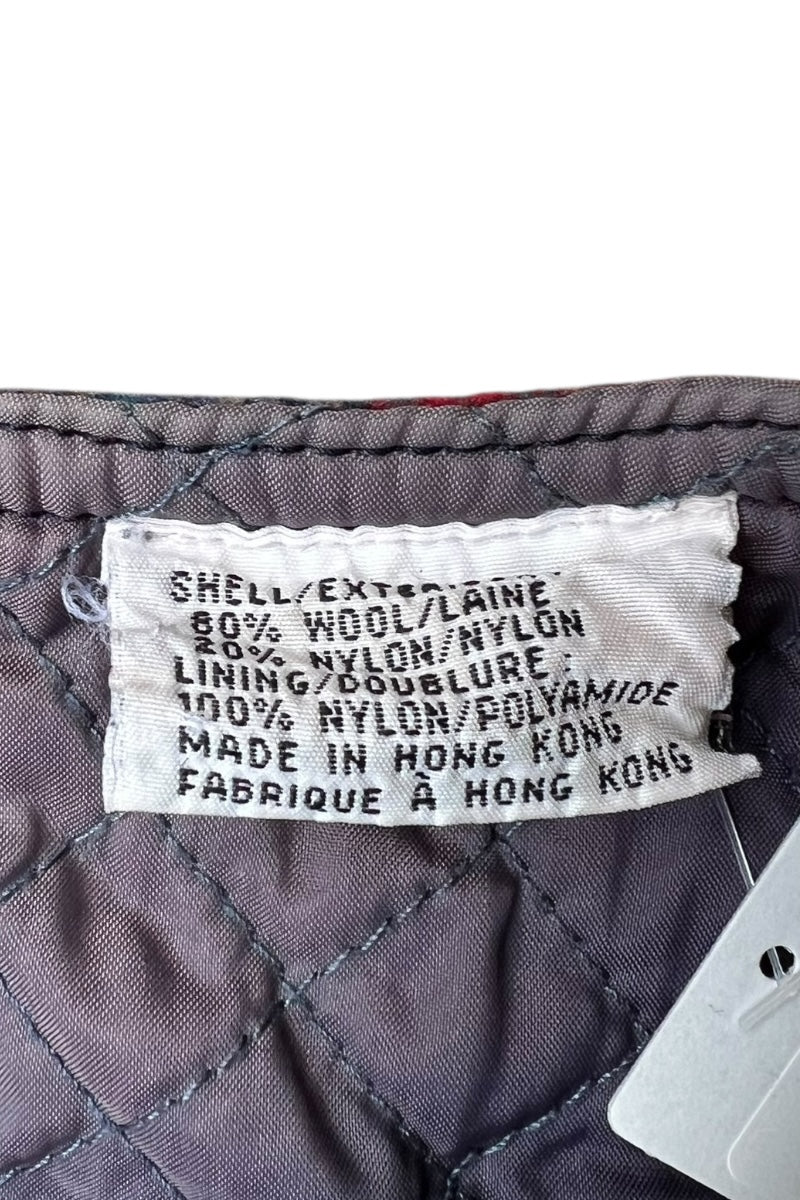 SHELL/EXTERIEUR:
80% WOOL/LAINE
20% NYLON/NYLON
LINING/DOUBLURE:
100% NYLON/POLYAMIDE
MADE IN HONG KONG
FABRIQUE À HONG KONG